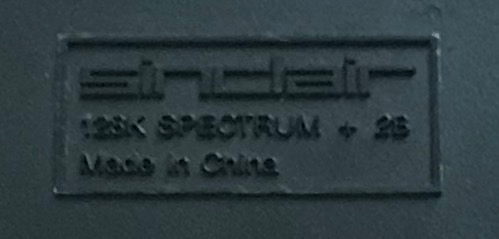 sinclair
128K SPECTRUM + 2B
Made in China